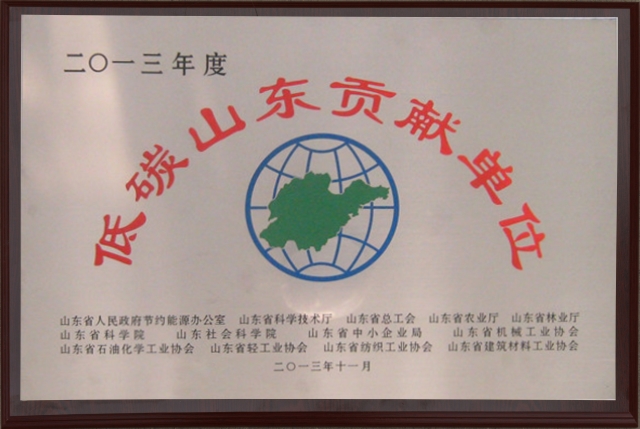 二〇一三年度
低碳山东贡献单位
山东省人民政府节约能源办公室 山东省科学技术厅 山东省总工会 山东省农业厅 山东省林业厅
山东省科学院 山东社会科学院 山东省中小企业局 山东省机械工业协会
山东省石油化学工业协会 山东省轻工业协会 山东省纺织工业协会 山东省建筑材料工业协会
二〇一三年十一月